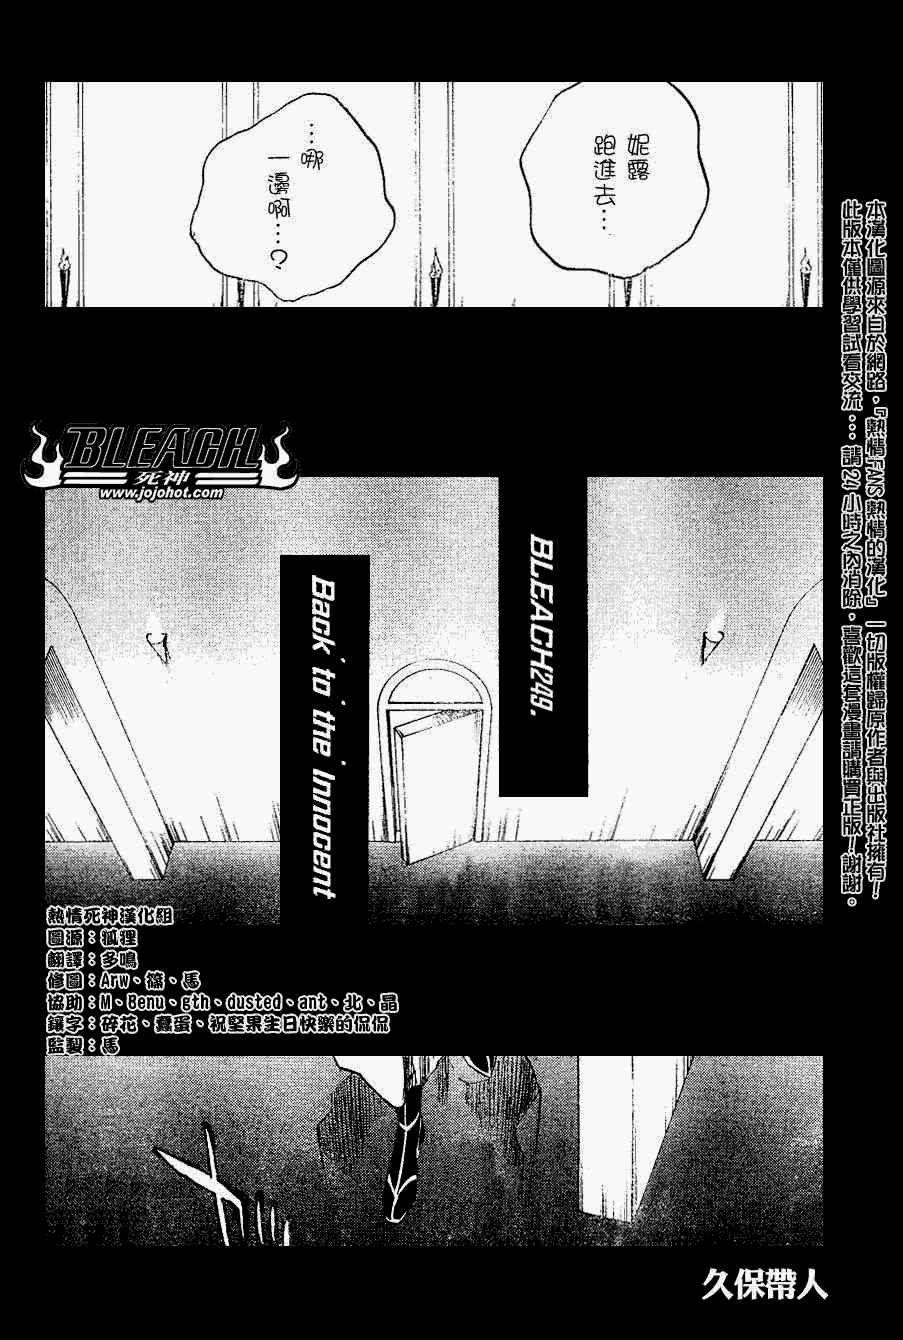 妮露
跑進去…
…哪
一邊啊…?
本漢化圖源來自於網路,『熱情FANS熱情的漢化』一切版權歸原作者與出版社擁有!
此版本僅供學習試看交流…請24小時之內消除,喜歡這套漫畫請購買正版!謝謝。
BLEACH
死神
www.jojohot.com
BLEACH249.
Back to the Innocent
熱情死神漢化組
圖源:狐狸
翻譯:多鳴
修圖:Arw、篠、馬
協助:M、Benu、gth、dusted、ant、北、晶
鑲字:碎花、蠢蛋、祝堅果生日快樂的侃侃
監製:馬
久保帶人